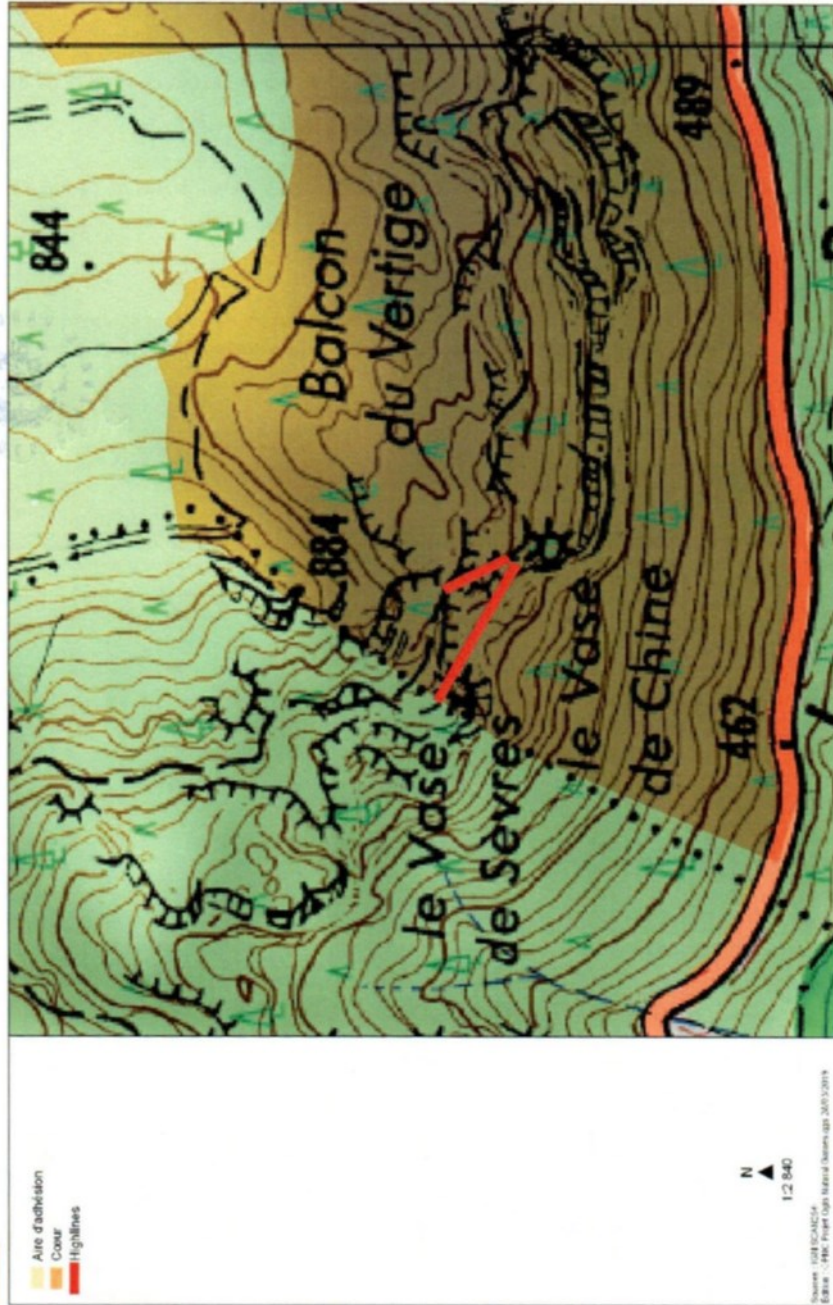 Aire d'adhésion
Cœur
Highlines
844
489
Balcon
du Vertige
884
le Vase
de Chine
462
le Vase
de Sèvres
N
1:2 840